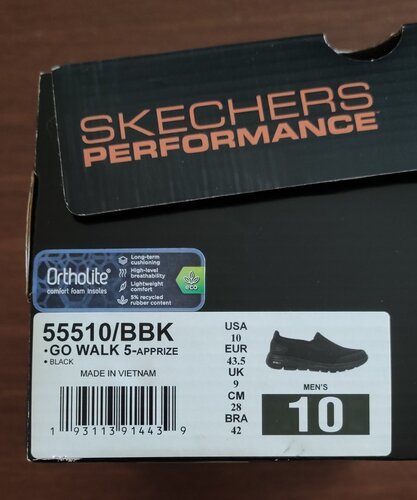 SKECHERS
PERFORMANCE
Ortholite®
comfort foam insoles
Long-term
cushioning
High-level
breathability
Lightweight
comfort
5% recycled
rubber content
eco
55510/BBK
•GO WALK 5-APPRIZE
• BLACK
MADE IN VIETNAM
1 93113 91443 9
USA
10
EUR
43.5
UK
9
CM
28
BRA
42
MEN'S
10